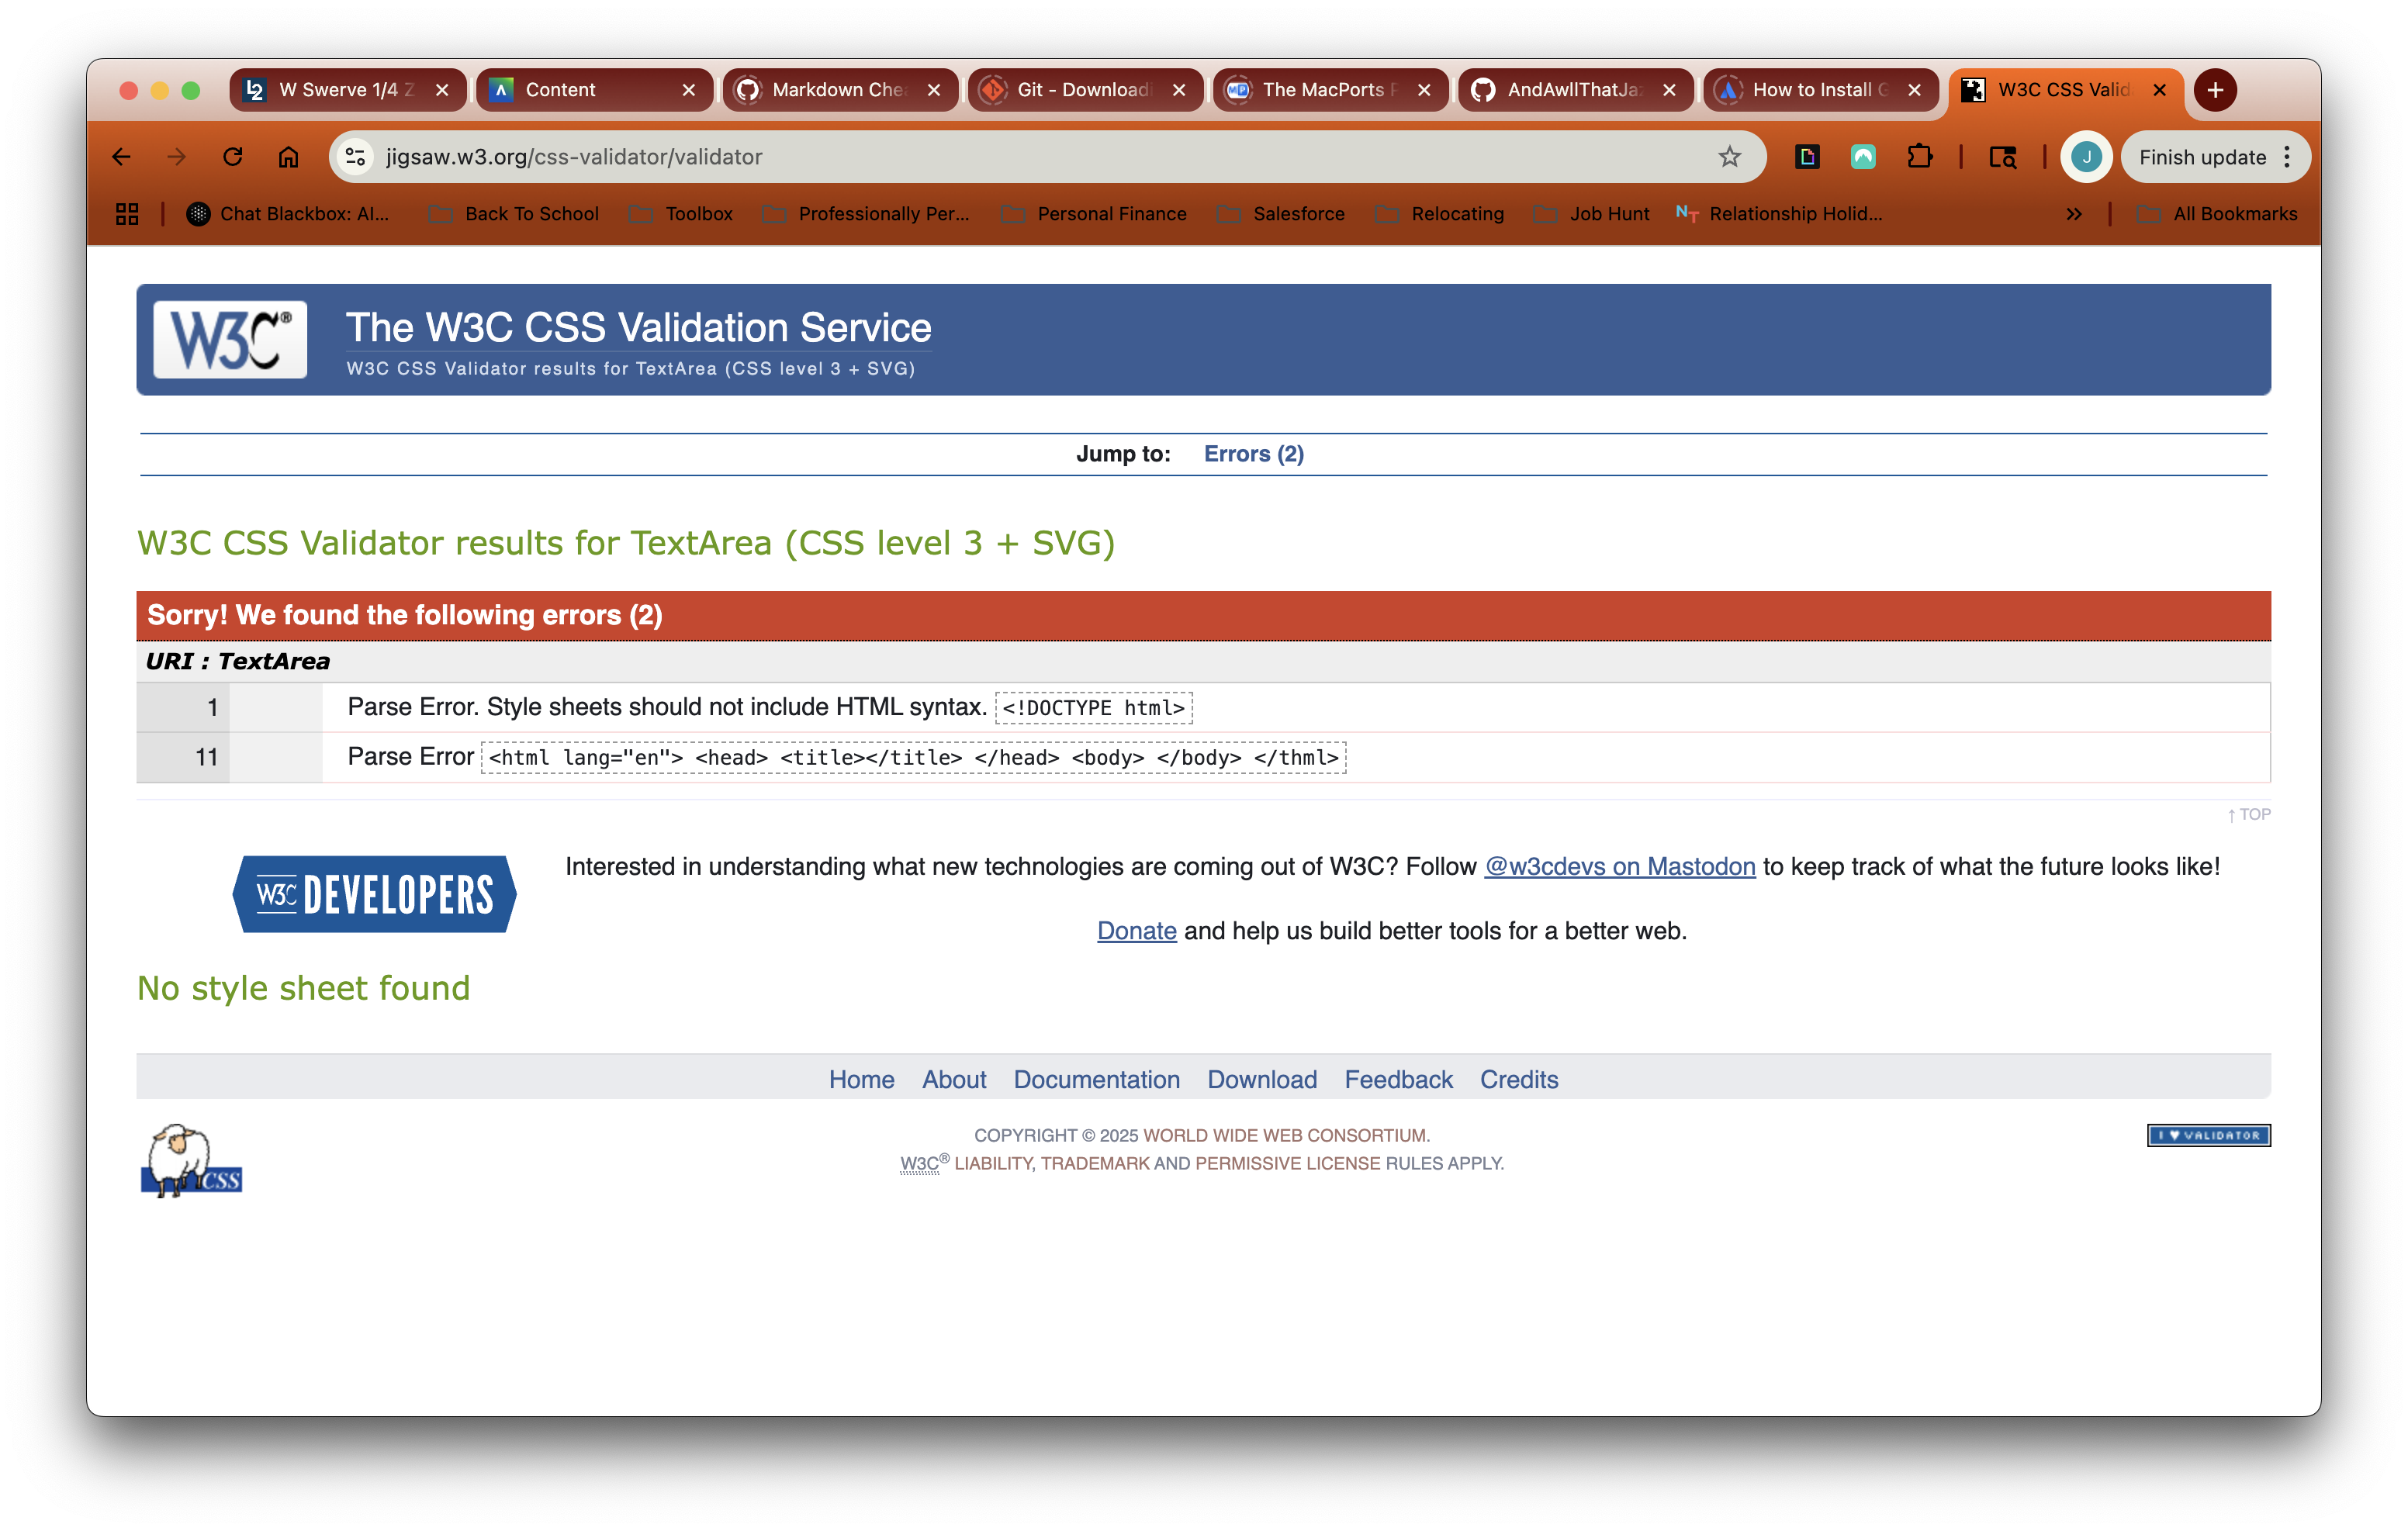 W Swerve 1/4 Z
Content
Markdown Che
Git - Downloadi
The MacPorts P
AndAwllThatJa
How to Install G
W3C CSS Valid
jigsaw.w3.org/css-validator/validator
J
Finish update
Chat Blackbox: AI...
Back To School
Toolbox
Professionally Per...
Personal Finance
Salesforce
Relocating
Job Hunt
NT
Relationship Holid...
»
All Bookmarks
W3C®
The W3C CSS Validation Service
W3C CSS Validator results for TextArea (CSS level 3 + SVG)
Jump to: Errors (2)
W3C CSS Validator results for TextArea (CSS level 3 + SVG)
Sorry! We found the following errors (2)
URI : TextArea
1 Parse Error. Style sheets should not include HTML syntax. <!DOCTYPE html>
11 Parse Error <html lang="en"> <head> <title></title> </head> <body> </body> </thml>
↑ TOP
W3C DEVELOPERS
Interested in understanding what new technologies are coming out of W3C? Follow @w3cdevs on Mastodon to keep track of what the future looks like!
Donate and help us build better tools for a better web.
No style sheet found
Home About Documentation Download Feedback Credits
CSS
COPYRIGHT © 2025 WORLD WIDE WEB CONSORTIUM.
W3C® LIABILITY, TRADEMARK AND PERMISSIVE LICENSE RULES APPLY.
I ♥ VALIDATOR